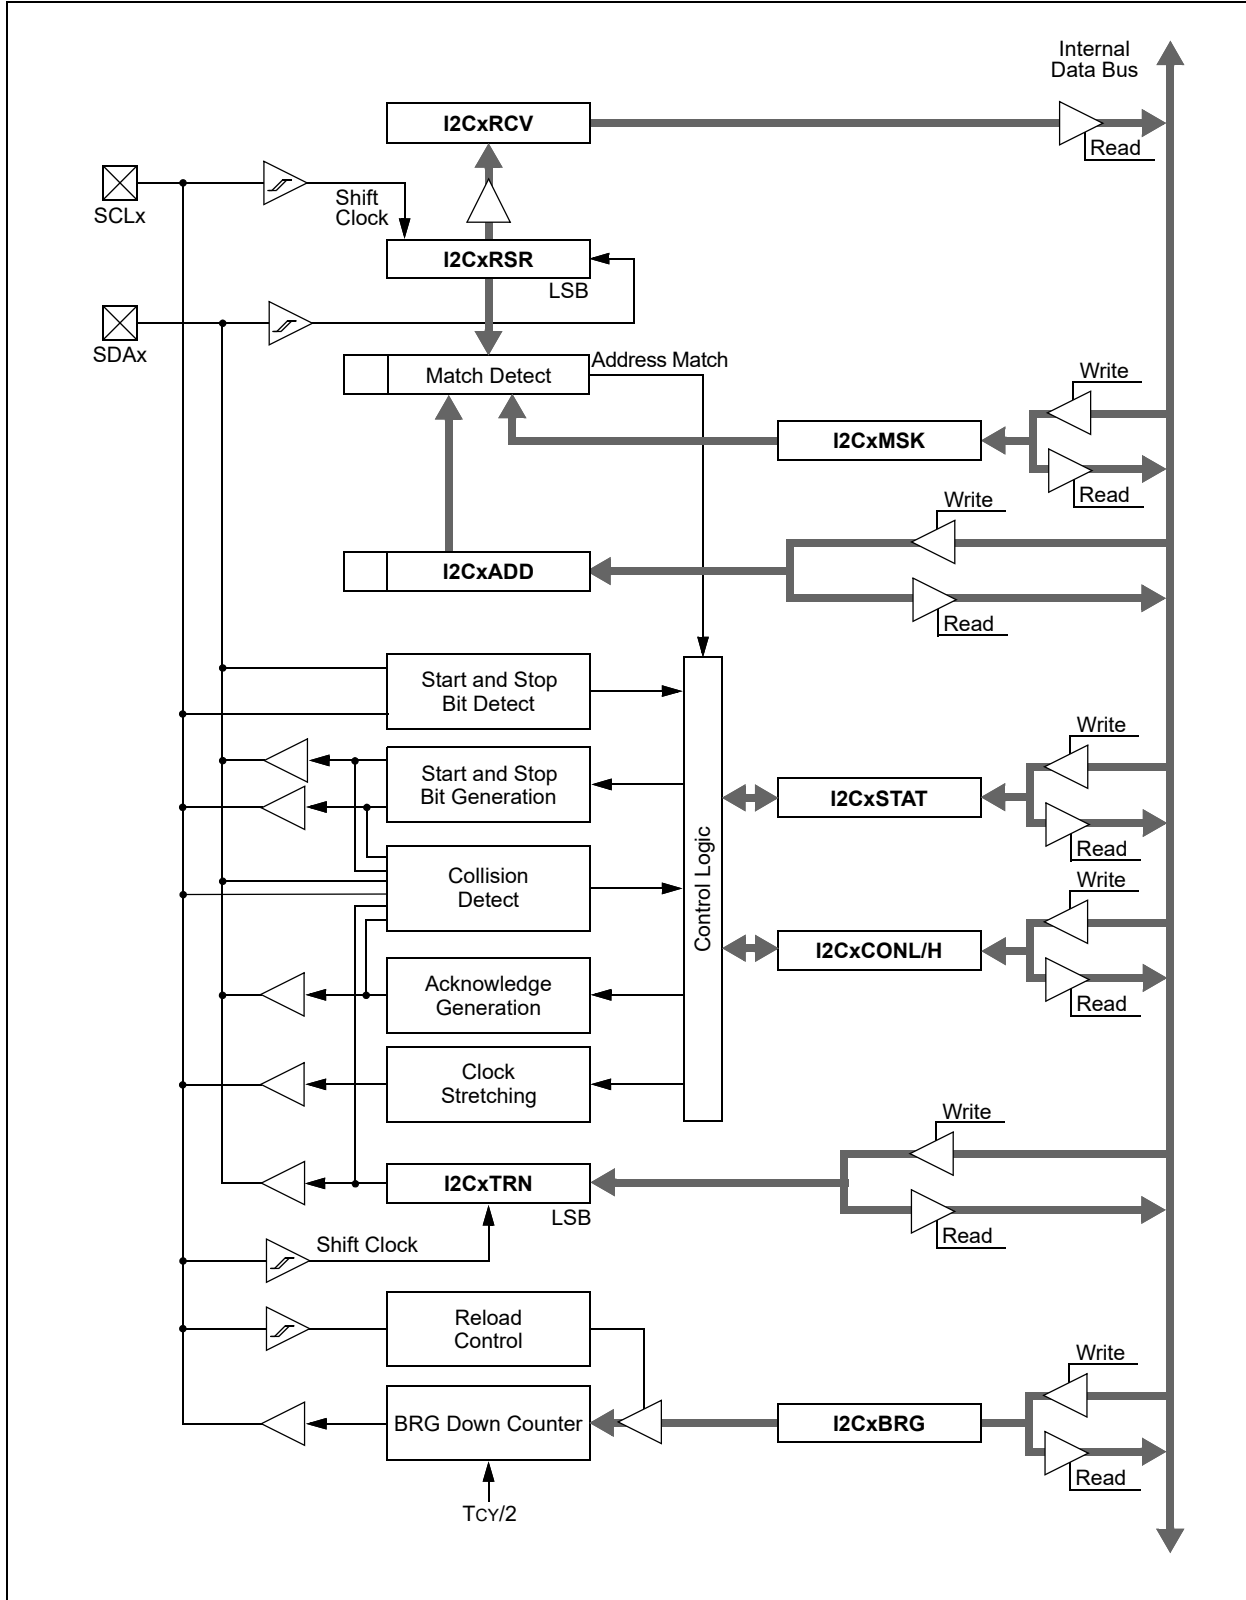 Internal
Data Bus
I2CxRCV
Read
SCLx
Shift
Clock
I2CxRSR
LSB
SDAx
Address Match
Match Detect
Write
I2CxMSK
Read
Write
I2CxADD
Read
Start and Stop
Bit Detect
Write
Start and Stop
Bit Generation
I2CxSTAT
Read
Control Logic
Collision
Detect
Write
I2CxCONL/H
Read
Acknowledge
Generation
Clock
Stretching
Write
I2CxTRN
LSB
Read
Shift Clock
Reload
Control
Write
BRG Down Counter
I2CxBRG
Read
TCY/2